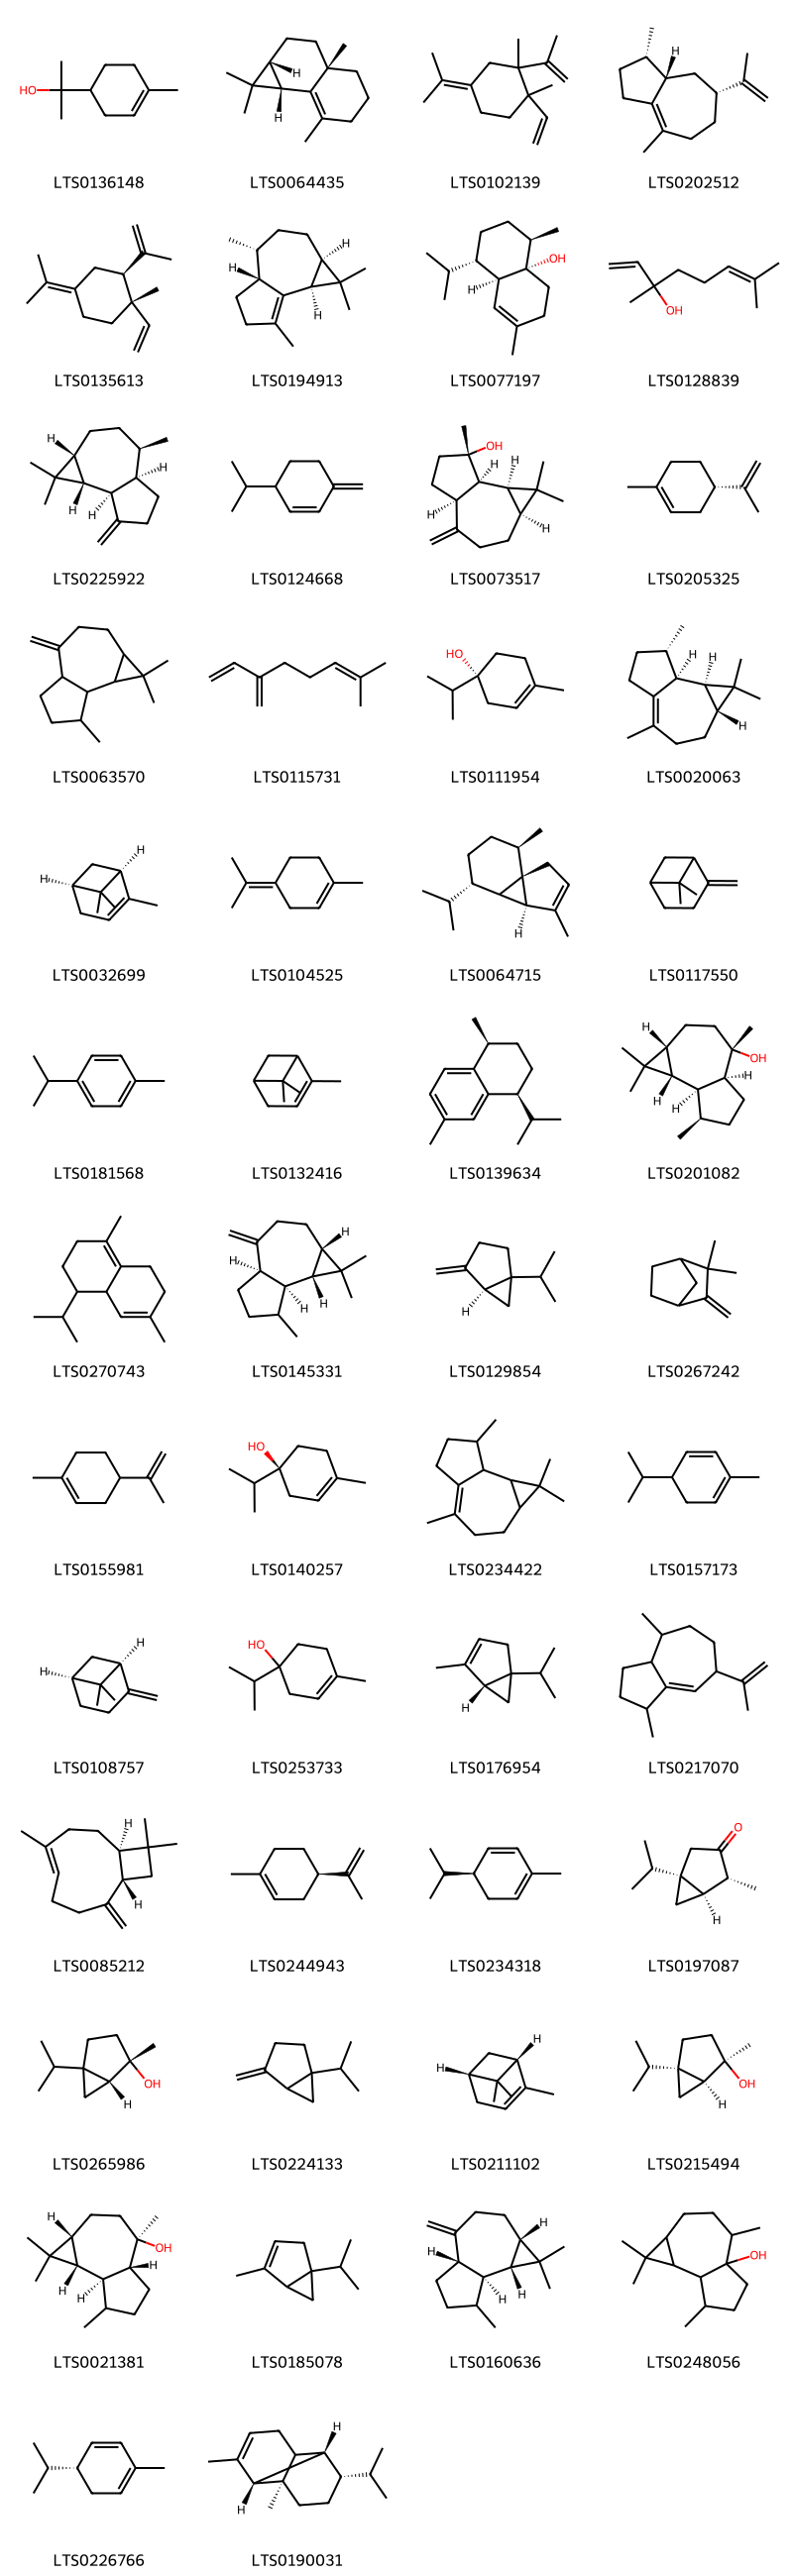 HO H H H
LTS0136148 LTS0064435 LTS0102139 LTS0202512
H H H OH H OH
LTS0135613 LTS0194913 LTS0077197 LTS0128839
H H H H OH H H H H
LTS0225922 LTS0124668 LTS0073517 LTS0205325
HO H H H
LTS0063570 LTS0115731 LTS0111954 LTS0020063
H H H
LTS0032699 LTS0104525 LTS0064715 LTS0117550
H OH H H H
LTS0181568 LTS0132416 LTS0139634 LTS0201082
H H H H H
LTS0270743 LTS0145331 LTS0129854 LTS0267242
HO
LTS0155981 LTS0140257 LTS0234422 LTS0157173
H H HO H
LTS0108757 LTS0253733 LTS0176954 LTS0217070
H H O H
LTS0085212 LTS0244943 LTS0234318 LTS0197087
OH H H H OH H
LTS0265986 LTS0224133 LTS0211102 LTS0215494
H OH H H H H H H H OH
LTS0021381 LTS0185078 LTS0160636 LTS0248056
H H
LTS0226766 LTS0190031